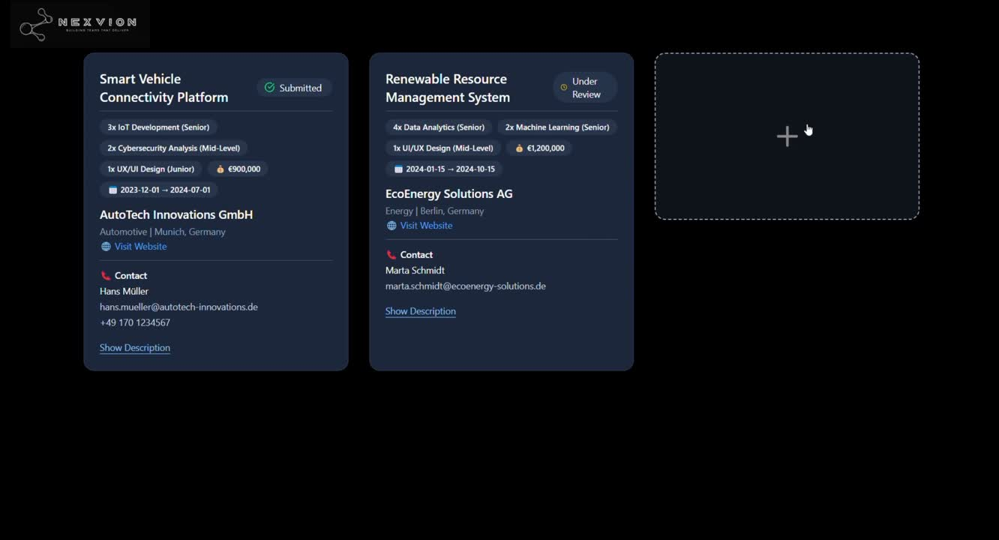 NEXVION
BUILDING TEAMS THAT DELIVER
Smart Vehicle
Connectivity Platform
Submitted
3x IoT Development (Senior)
2x Cybersecurity Analysis (Mid-Level)
1x UX/UI Design (Junior)
€900,000
2023-12-01 → 2024-07-01
AutoTech Innovations GmbH
Automotive | Munich, Germany
Visit Website
Contact
Hans Müller
hans.mueller@autotech-innovations.de
+49 170 1234567
Show Description
Renewable Resource
Management System
Under
Review
4x Data Analytics (Senior)
2x Machine Learning (Senior)
1x UI/UX Design (Mid-Level)
€1,200,000
2024-01-15 → 2024-10-15
EcoEnergy Solutions AG
Energy | Berlin, Germany
Visit Website
Contact
Marta Schmidt
marta.schmidt@ecoenergy-solutions.de
Show Description